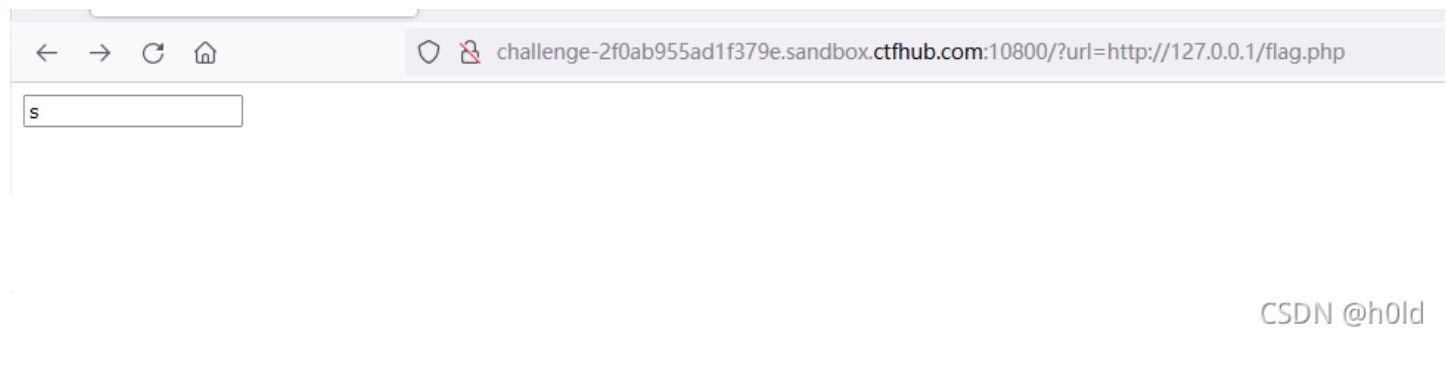 challenge-2f0ab955ad1f379e.sandbox.ctfhub.com:10800/?url=http://127.0.0.1/flag.php
s
CSDN @h0ld